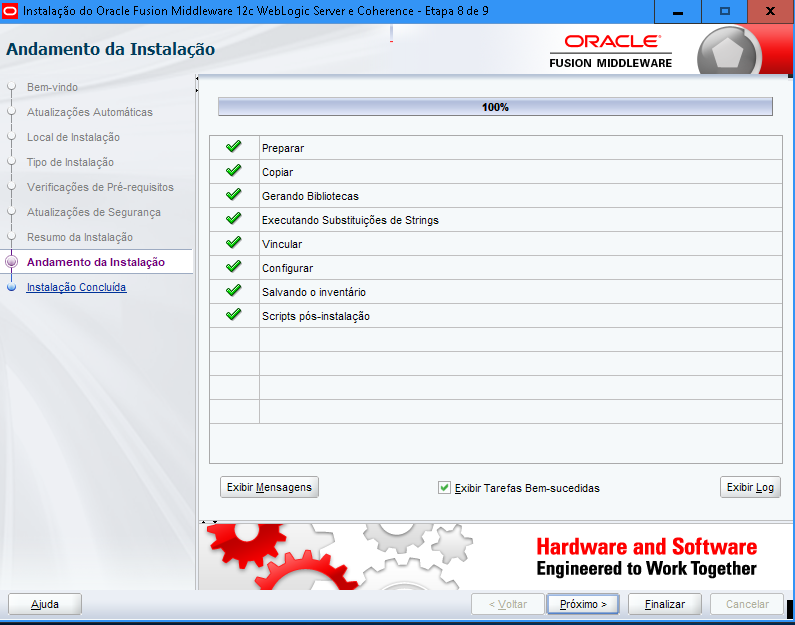 Instalação do Oracle Fusion Middleware 12c WebLogic Server e Coherence - Etapa 8 de 9
Andamento da Instalação
ORACLE
FUSION MIDDLEWARE
Bem-vindo
Atualizações Automáticas
Local de Instalação
Tipo de Instalação
Verificações de Pré-requisitos
Atualizações de Segurança
Resumo da Instalação
Andamento da Instalação
Instalação Concluída
100%
Preparar
Copiar
Gerando Bibliotecas
Executando Substituições de Strings
Vincular
Configurar
Salvando o inventário
Scripts pós-instalação
Exibir Mensagens
Exibir Tarefas Bem-sucedidas
Exibir Log
Hardware and Software
Engineered to Work Together
Ajuda
< Voltar
Próximo >
Finalizar
Cancelar